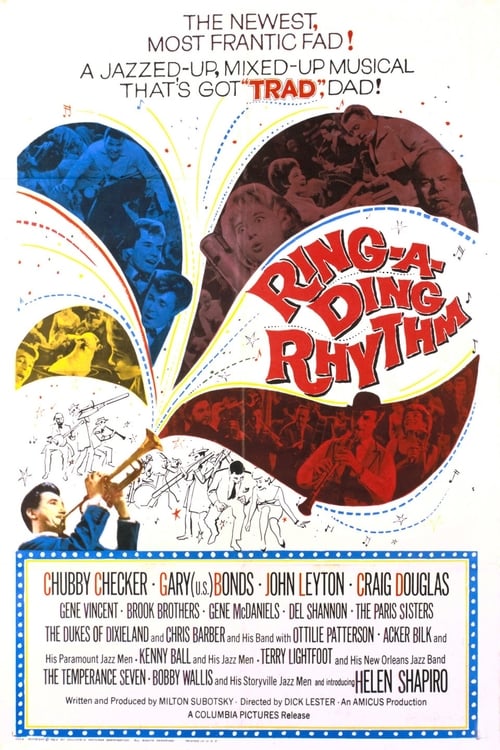 THE NEWEST,
MOST FRANTIC FAD!
A JAZZED-UP, MIXED-UP MUSICAL
THAT'S GOT "TRAD", DAD!
RING-A-
DING
RHYTHM
CHUBBY CHECKER · GARY (U.S.) BONDS · JOHN LEYTON · CRAIG DOUGLAS
GENE VINCENT · BROOK BROTHERS · GENE McDANIELS · DEL SHANNON · THE PARIS SISTERS
THE DUKES OF DIXIELAND and CHRIS BARBER and His Band with OTTILIE PATTERSON · ACKER BILK and
His Paramount Jazz Men · KENNY BALL and His Jazz Men · TERRY LIGHTFOOT and His New Orleans Jazz Band
THE TEMPERANCE SEVEN · BOBBY WALLIS and His Storyville Jazz Men and introducing HELEN SHAPIRO
Written and Produced by MILTON SUBOTSKY · Directed by DICK LESTER · An AMICUS Production
A COLUMBIA PICTURES Release